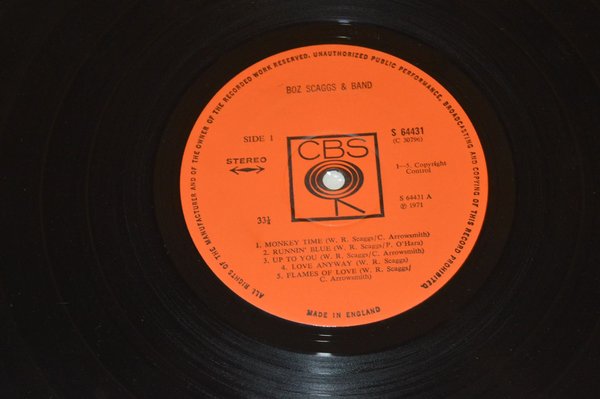 ALL RIGHTS OF THE MANUFACTURER AND OF THE OWNER OF THE RECORDED WORK RESERVED. UNAUTHORIZED PUBLIC PERFORMANCE, BROADCASTING AND COPYING OF THIS RECORD PROHIBITED.
BOZ SCAGGS & BAND
SIDE 1
S 64431
(C 30796)
STEREO
CBS
1—5. Copyright
Control
S 64431 A
℗ 1971
33⅓
1. MONKEY TIME (W. R. Scaggs/C. Arrowsmith)
2. RUNNIN' BLUE (W. R. Scaggs/P. O'Hara)
3. UP TO YOU (W. R. Scaggs/C. Arrowsmith)
4. LOVE ANYWAY (W. R. Scaggs)
5. FLAMES OF LOVE (W. R. Scaggs/
C. Arrowsmith)
MADE IN ENGLAND